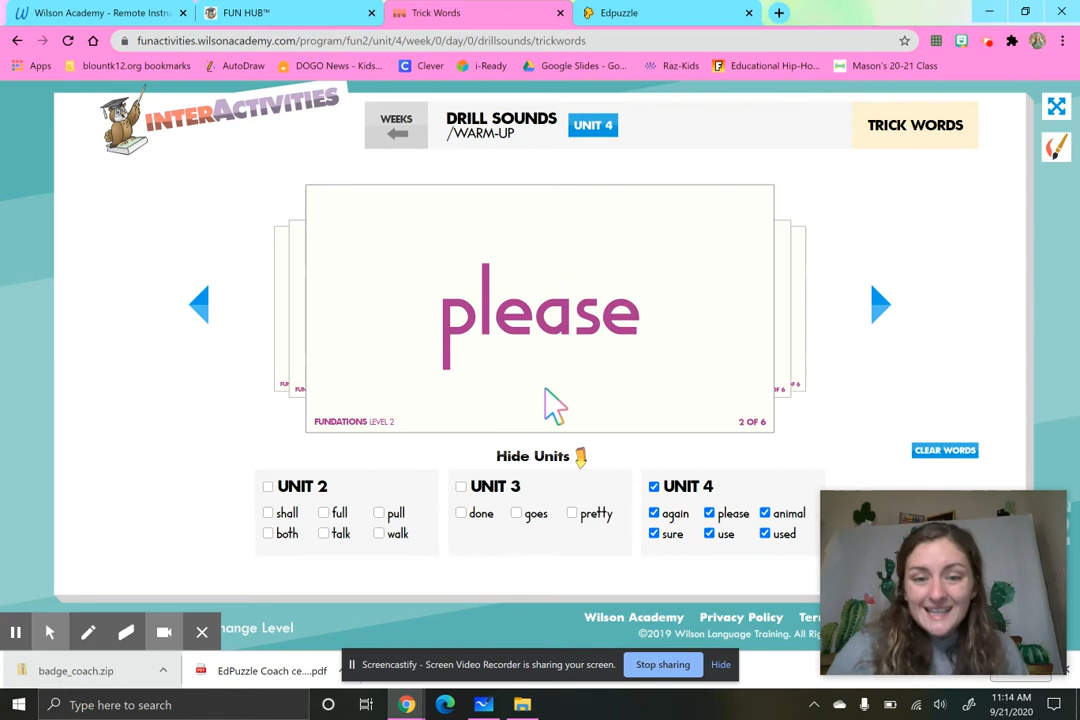 Wilson Academy - Remote Instru
FUN HUB™
Trick Words
Edpuzzle
funactivities.wilsonacademy.com/program/fun2/unit/4/week/0/day/0/drillsounds/trickwords
Apps
blountk12.org bookmarks
AutoDraw
DOGO News - Kids...
Clever
i-Ready
Google Slides - Go...
Raz-Kids
Educational Hip-Ho...
Mason's 20-21 Class
INTERACTIVITIES
WEEKS
DRILL SOUNDS
/WARM-UP
UNIT 4
TRICK WORDS
please
FUNDATIONS LEVEL 2
2 OF 6
Hide Units
CLEAR WORDS
UNIT 2
shall full pull
both talk walk
UNIT 3
done goes pretty
UNIT 4
again please animal
sure use used
Wilson Academy Privacy Policy Ter
©2019 Wilson Language Training. All Ri
hange Level
Screencastify - Screen Video Recorder is sharing your screen.
Stop sharing
Hide
badge_coach.zip
EdPuzzle Coach ce....pdf
Type here to search
11:14 AM
9/21/2020